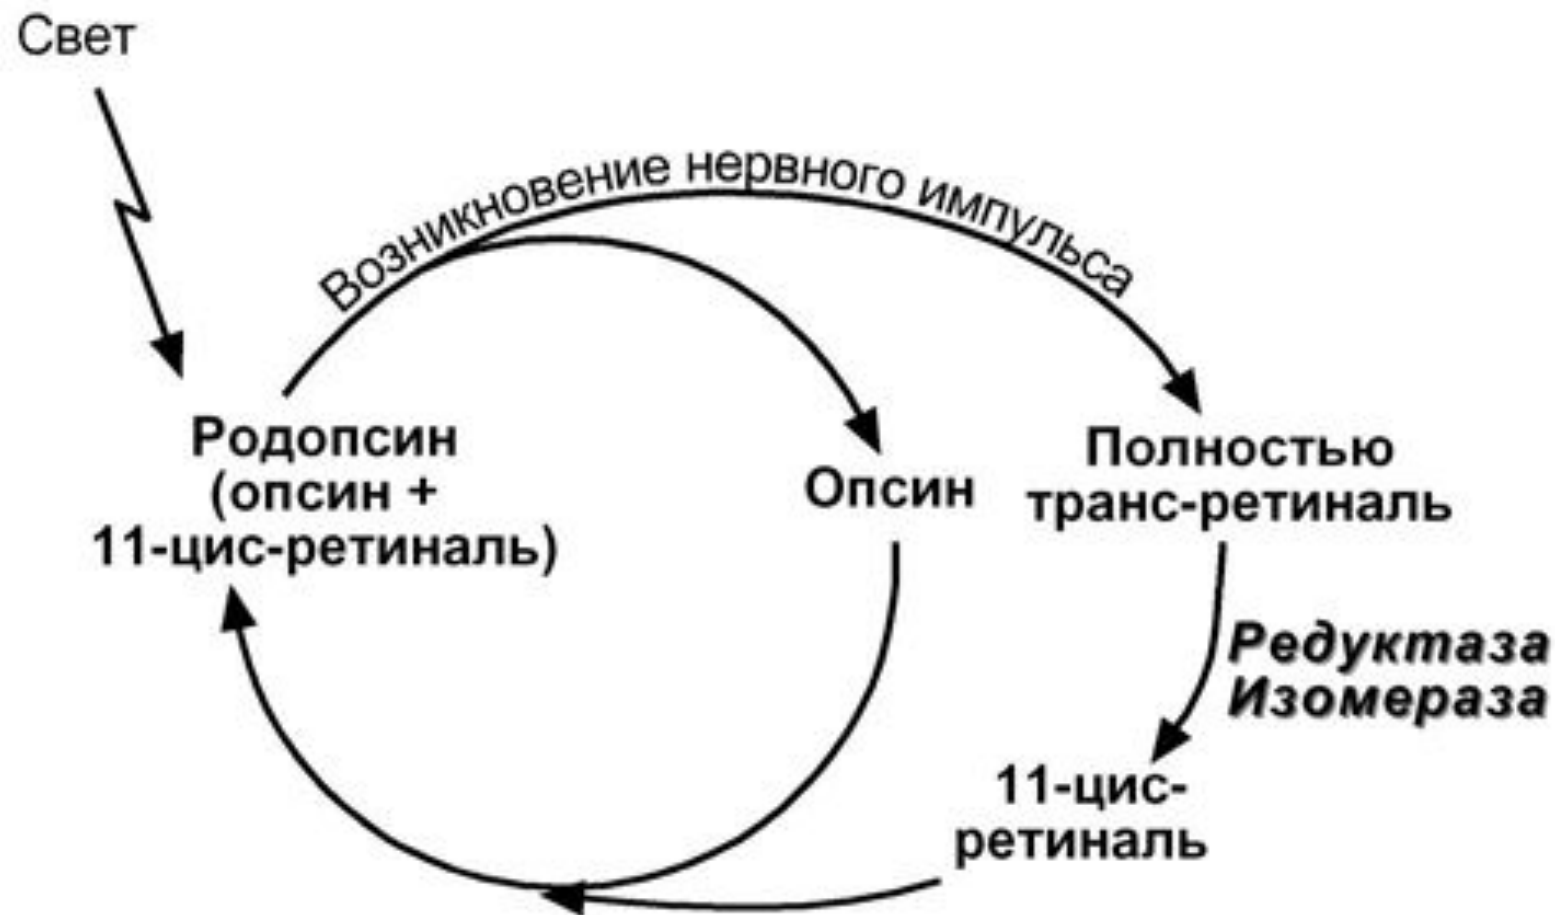 Свет
Возникновение нервного импульса
Родопсин
(опсин +
11-цис-ретиналь)
Опсин
Полностью
транс-ретиналь
Редуктаза
Изомераза
11-цис-
ретиналь